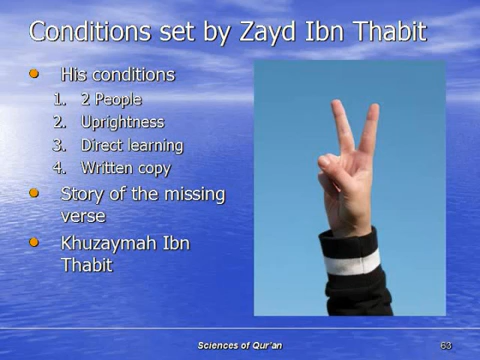 Conditions set by Zayd Ibn Thabit
His conditions
1. 2 People
2. Uprightness
3. Direct learning
4. Written copy
Story of the missing
verse
Khuzaymah Ibn
Thabit
Sciences of Qur'an
63